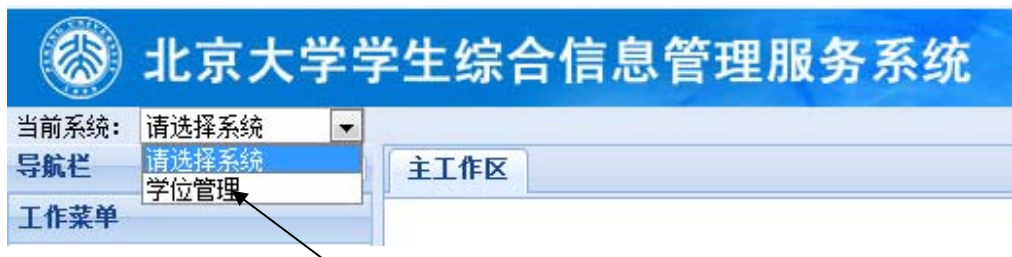 北京大学学生综合信息管理服务系统
当前系统： 请选择系统
导航栏 请选择系统 主工作区
学位管理
工作菜单